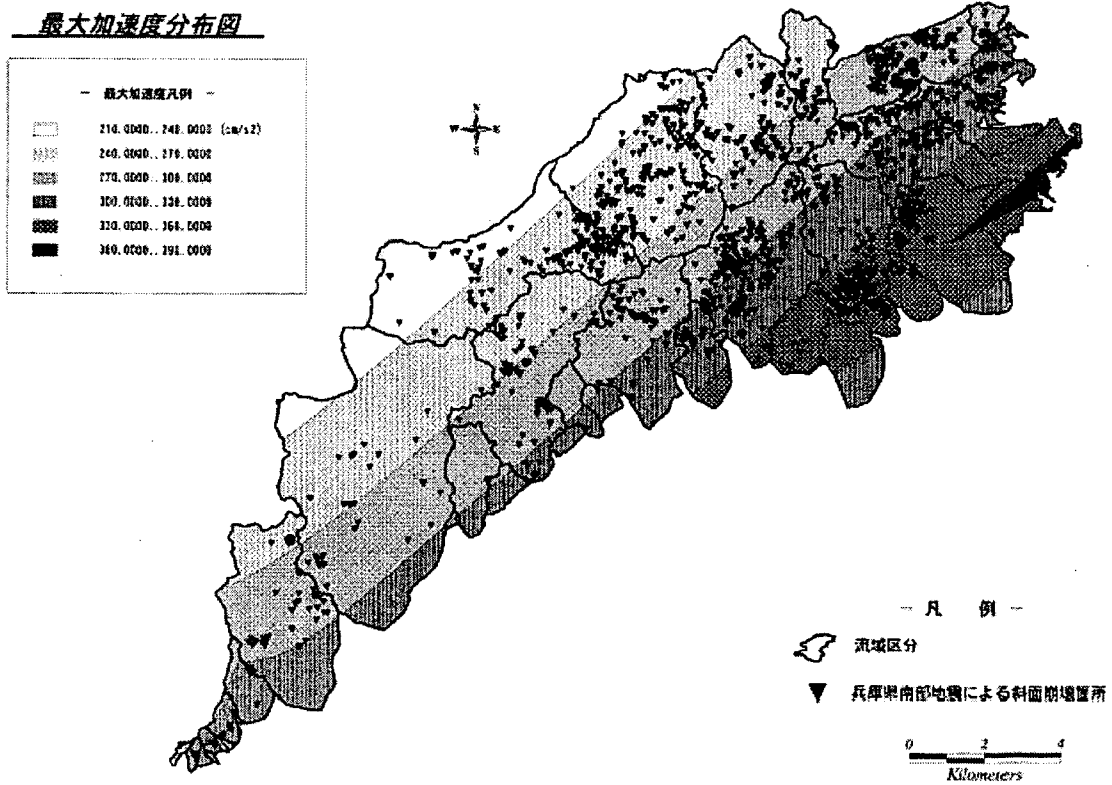 最大加速度分布図
- 最大加速度凡例 -
210.0000..240.0000 (cm/s2)
240.0000..270.0000
270.0000..300.0000
300.0000..330.0000
330.0000..360.0000
360.0000..391.0000
N
W E
S
- 凡 例 -
流域区分
兵庫県南部地震による斜面崩壊箇所
0 2 4
Kilometers